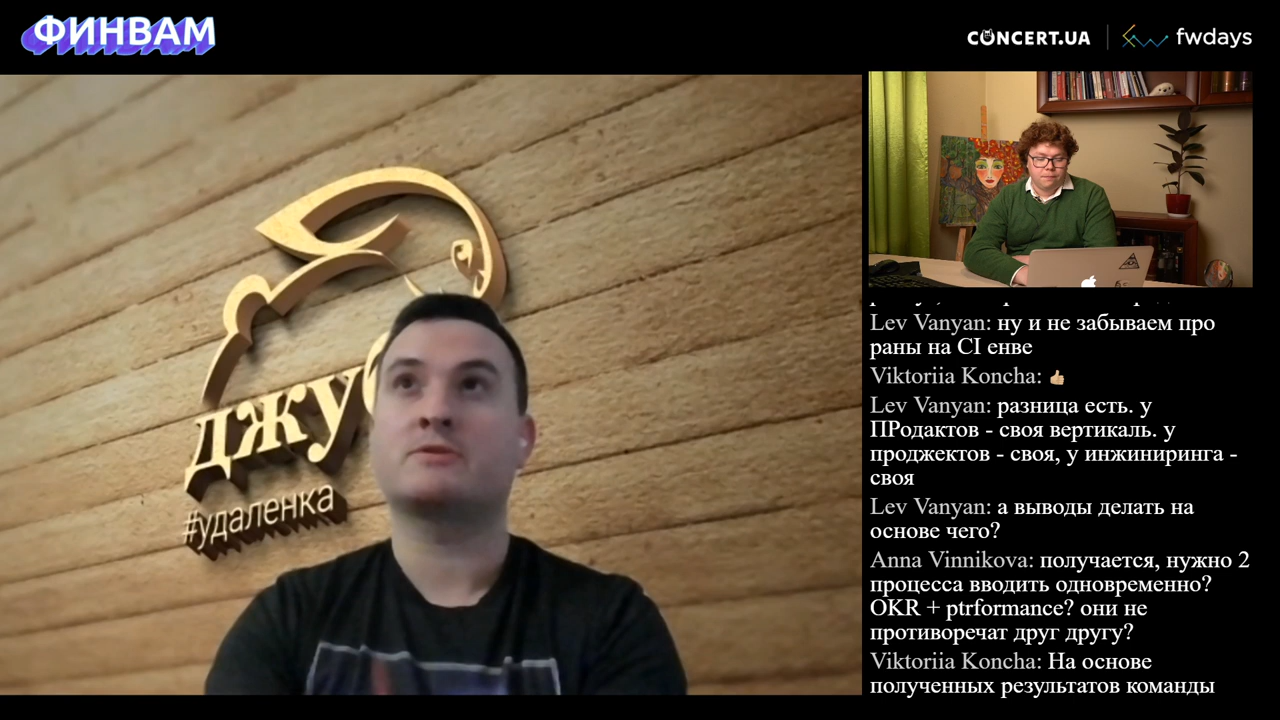 ФИНВАМ
CONCERT.UA
fwdays
джу
#удаленка
Lev Vanyan: ну и не забываем про
раны на CI енве
Viktoriia Koncha: 👍🏼
Lev Vanyan: разница есть. у
ПРодактов - своя вертикаль. у
проджектов - своя, у инжиниринга -
своя
Lev Vanyan: а выводы делать на
основе чего?
Anna Vinnikova: получается, нужно 2
процесса вводить одновременно?
OKR + ptrformance? они не
противоречат друг другу?
Viktoriia Koncha: На основе
полученных результатов команды